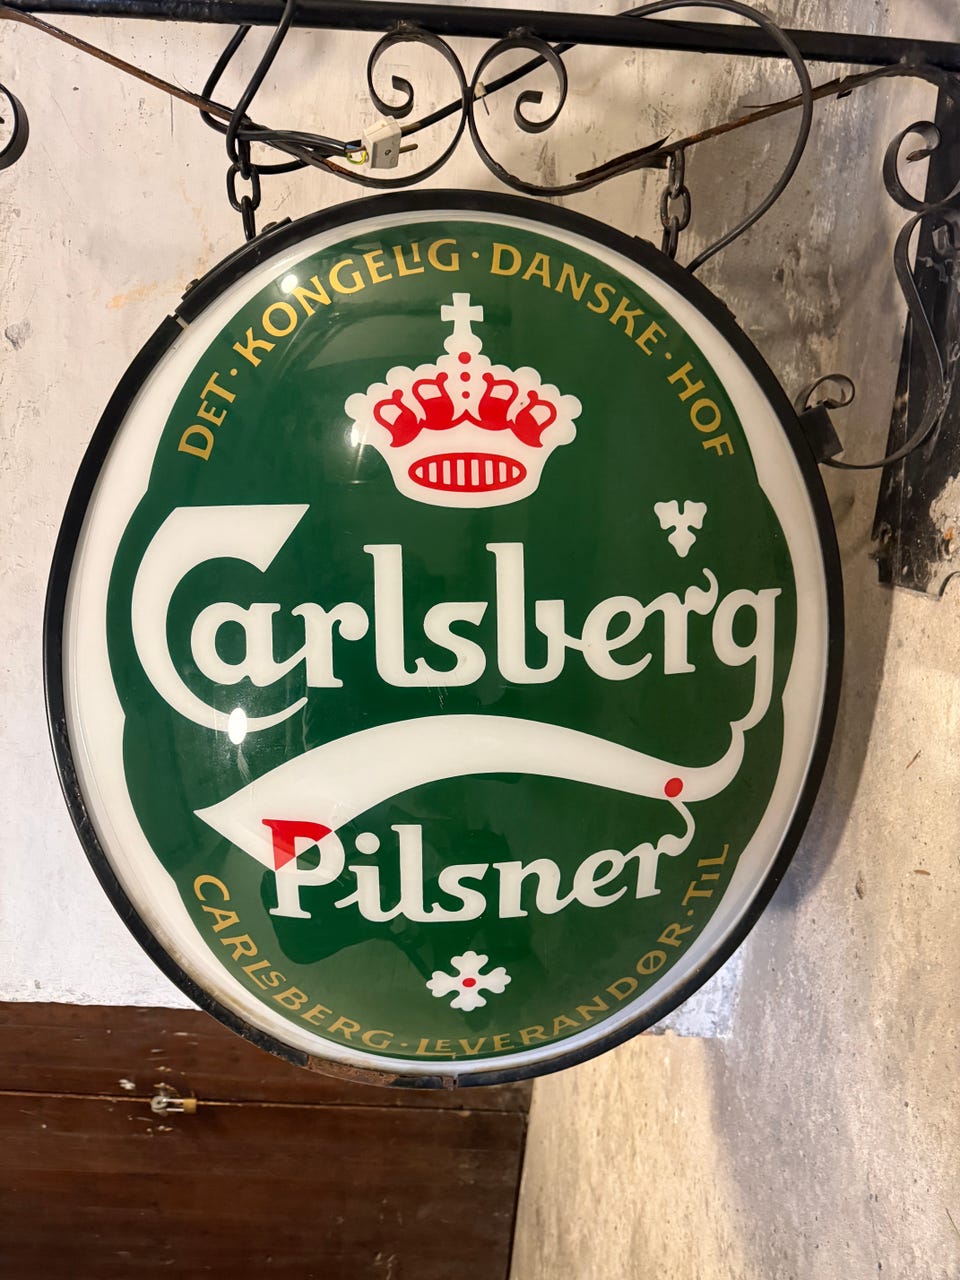 DET · KONGELIG · DANSKE · HOF
Carlsberg
Pilsner
CARLSBERG · LEVERANDØR · TIL